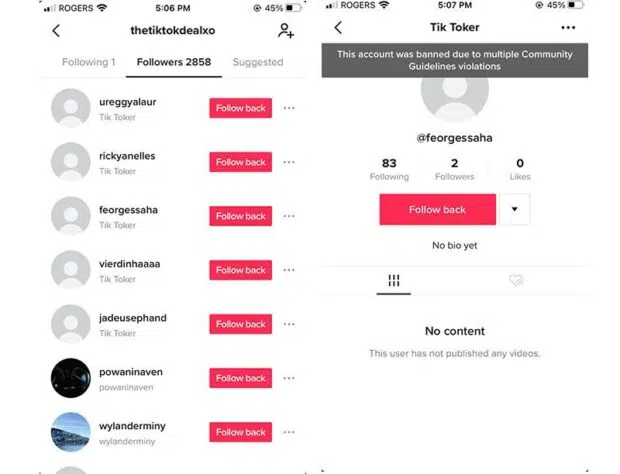 ROGERS 5:06 PM 45%
thetiktokdealxo
Following 1 Followers 2858 Suggested
ureggyalaur
Tik Toker
Follow back
rickyanelles
Tik Toker
Follow back
feorgessaha
Tik Toker
Follow back
vierdinhaaaa
Tik Toker
Follow back
jadeusephand
Tik Toker
Follow back
powaninaven
powaninaven
Follow back
wylanderminy
wylanderminy
Follow back
ROGERS 5:07 PM 45%
Tik Toker
This account was banned due to multiple Community
Guidelines violations
@feorgessaha
83 2 0
Following Followers Likes
Follow back
No bio yet
No content
This user has not published any videos.